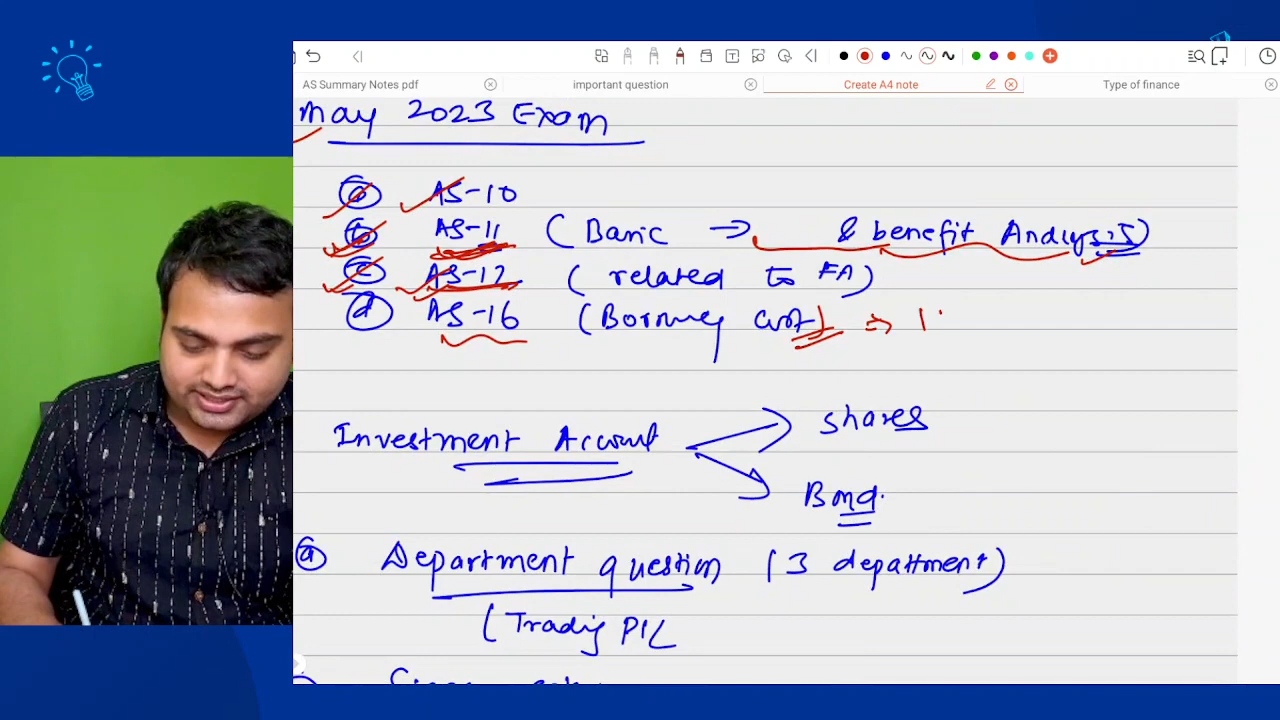 AS Summary Notes pdf
important question
Create A4 note
Type of finance
May 2023 Exam
a AS-10
b AS-11 (Basic → & benefit Analysis)
c AS-12 (related to FA)
d AS-16 (Borrowing cost) ⇒
Investment Account
shares
Bond
a Department question (3 department)
(Trading P/L